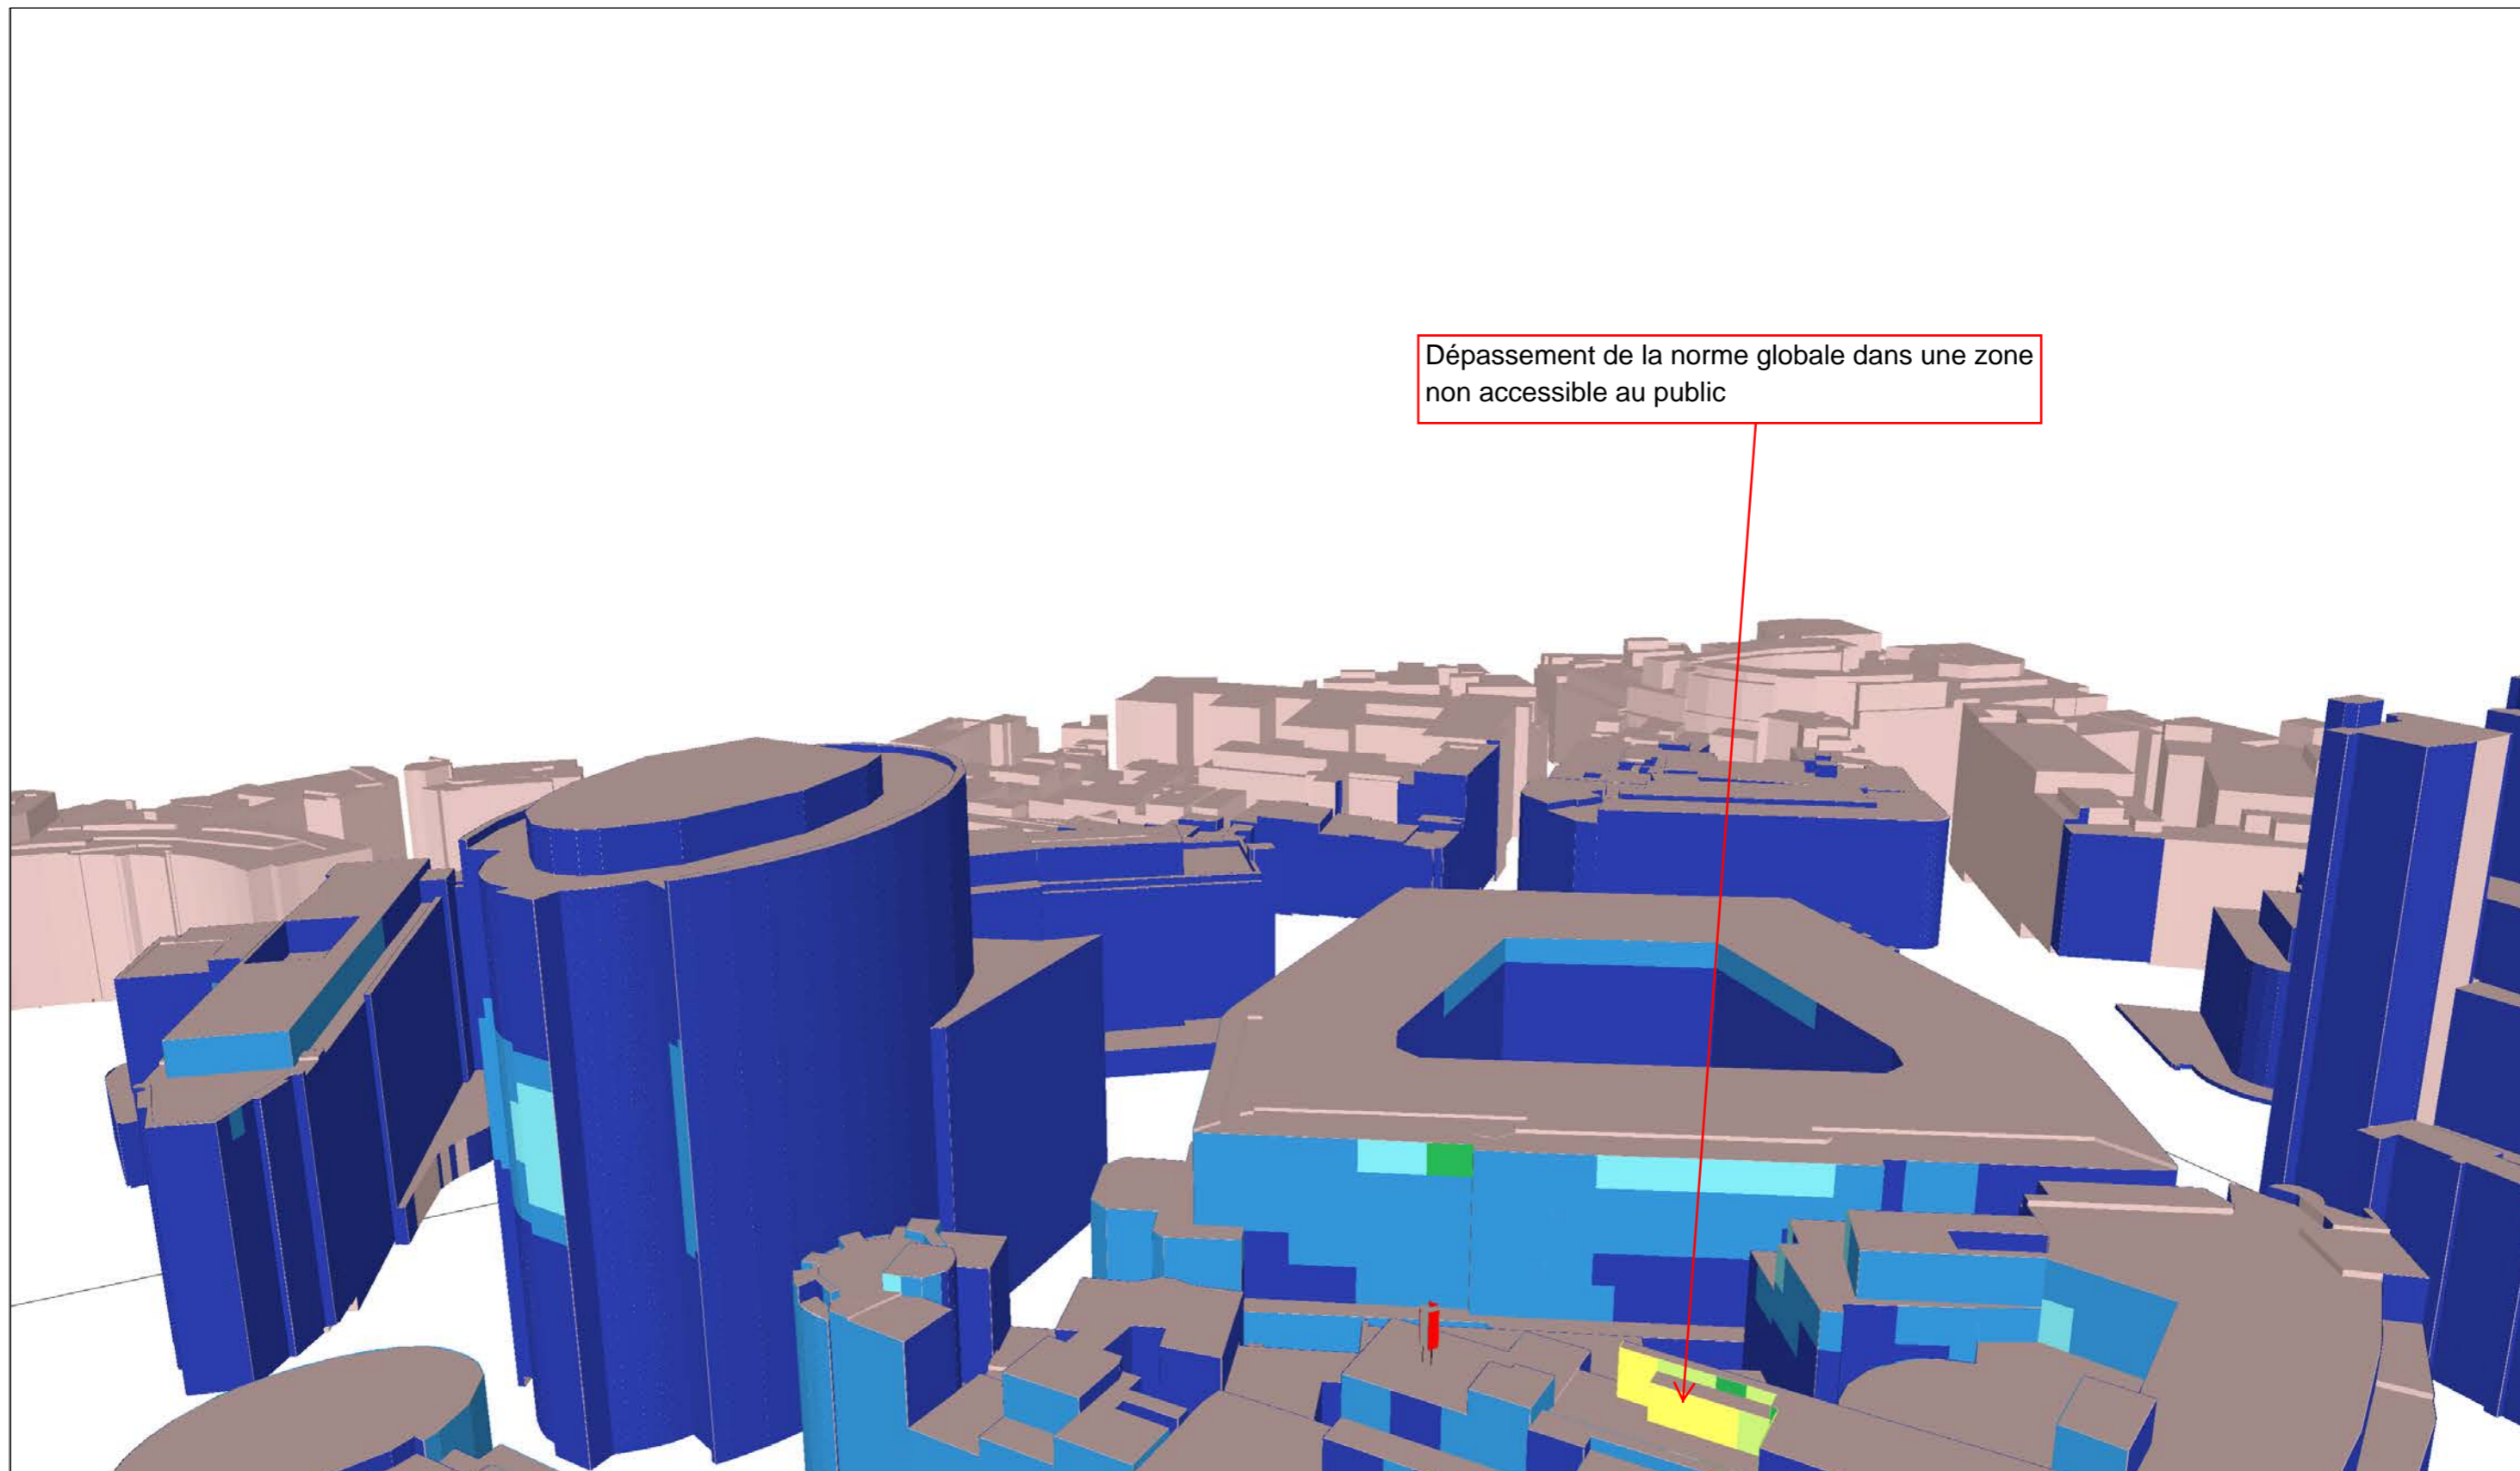 Dépassement de la norme globale dans une zone
non accessible au public